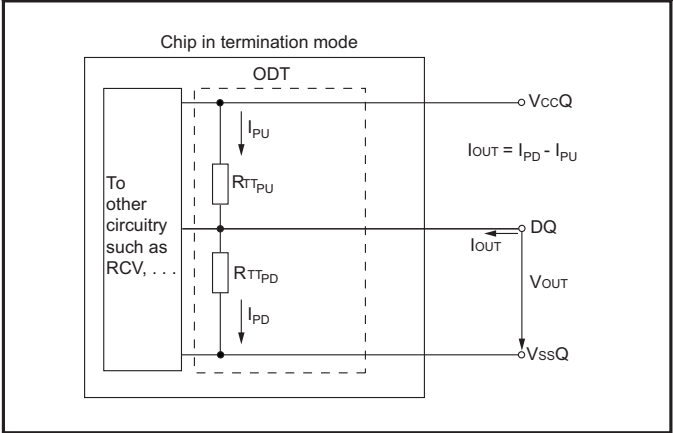 Chip in termination mode
ODT
VCCQ
IPU
IOUT = IPD - IPU
RTTPU
To
other
circuitry
such as
RCV, . . .
DQ
IOUT
RTTPD
VOUT
IPD
VSSQ